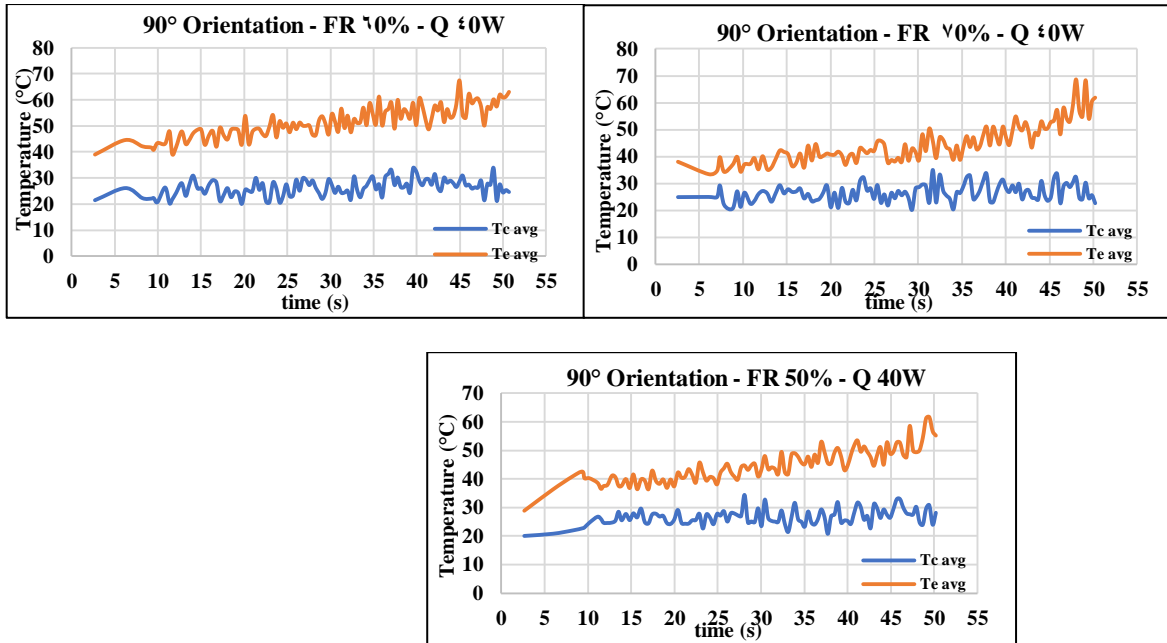 90° Orientation - FR ٦0% - Q ٤0W
Temperature (°C)
80
70
60
50
40
30
20
10
0
Tc avg
Te avg
0 5 10 15 20 25 30 35 40 45 50 55
time (s)
90° Orientation - FR ٧0% - Q ٤0W
Temperature (°C)
80
70
60
50
40
30
20
10
0
Tc avg
Te avg
0 5 10 15 20 25 30 35 40 45 50 55
time (s)
90° Orientation - FR 50% - Q 40W
Temperature (°C)
70
60
50
40
30
20
10
0
Tc avg
Te avg
0 5 10 15 20 25 30 35 40 45 50 55
time (s)